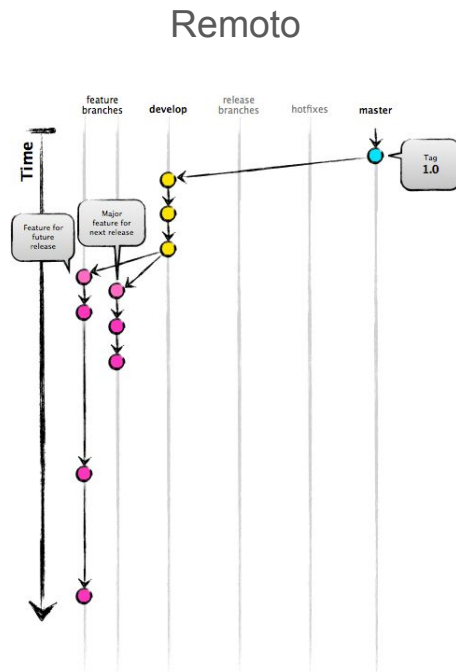 Remoto
feature
branches
develop
release
branches
hotfixes
master
Time
Tag
1.0
Major
feature for
next release
Feature for
future
release